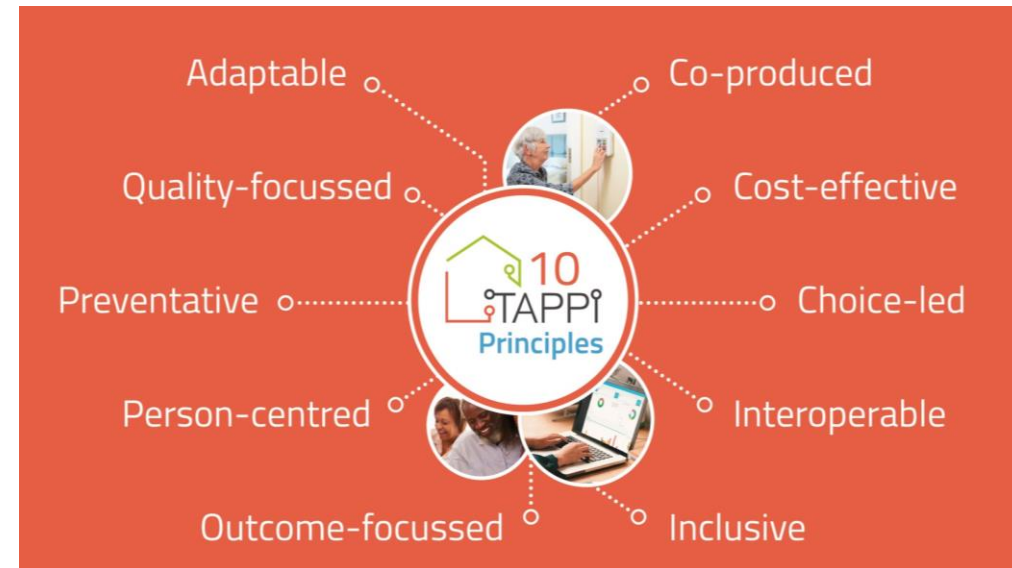 Adaptable
Co-produced
Quality-focussed
Cost-effective
10
TAPPI
Principles
Preventative
Choice-led
Person-centred
Interoperable
Outcome-focussed
Inclusive